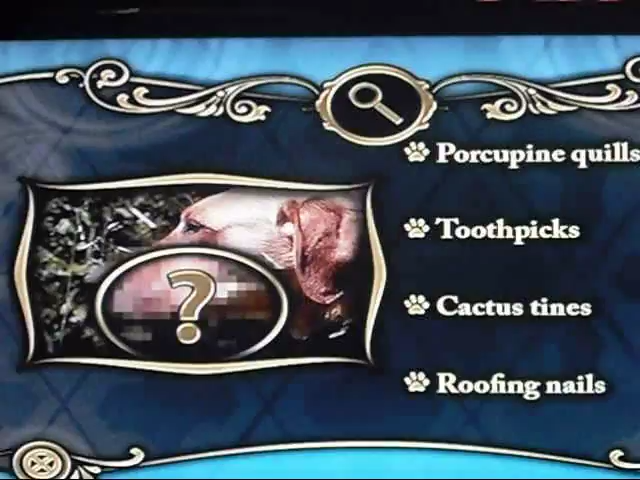 Porcupine quills
?
Toothpicks
Cactus tines
Roofing nails